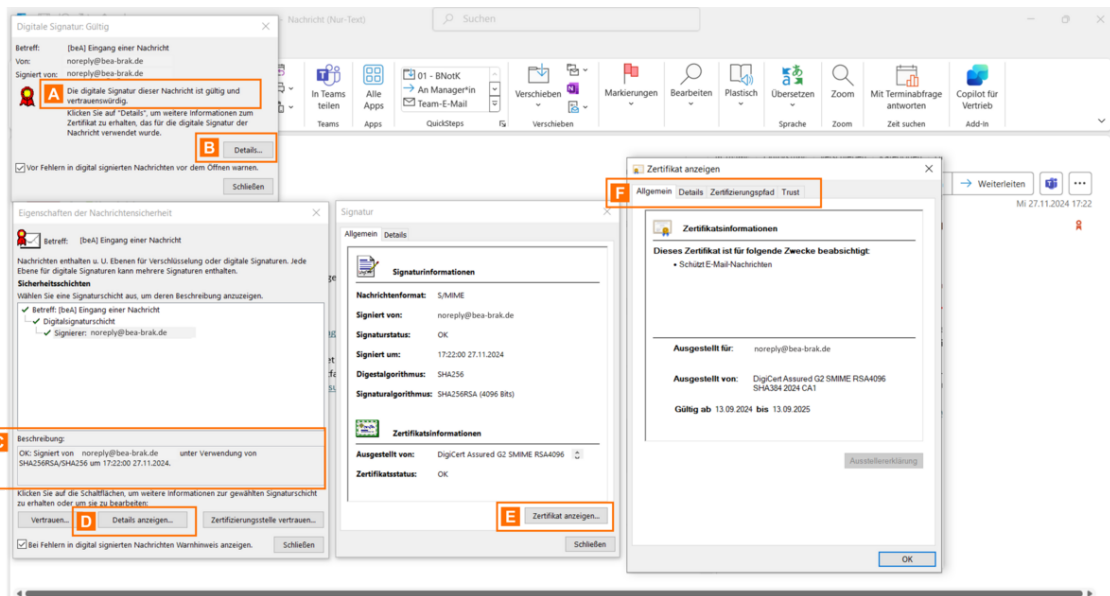 Nachricht (Nur-Text)
Suchen
Digitale Signatur: Gültig
Betreff: [beA] Eingang einer Nachricht
Von: noreply@bea-brak.de
Signiert von: noreply@bea-brak.de
A
Die digitale Signatur dieser Nachricht ist gültig und
vertrauenswürdig.
Klicken Sie auf "Details", um weitere Informationen zum
Zertifikat zu erhalten, das für die digitale Signatur der
Nachricht verwendet wurde.
B
Details...
Vor Fehlern in digital signierten Nachrichten vor dem Öffnen warnen.
Schließen
In Teams
teilen
Teams
Alle
Apps
Apps
01 - BNotK
An Manager*in
Team-E-Mail
QuickSteps
Verschieben
Verschieben
Markierungen
Bearbeiten
Plastisch
Übersetzen
Sprache
Zoom
Zoom
Mit Terminabfrage
antworten
Zeit suchen
Copilot für
Vertrieb
Add-In
Weiterleiten
Mi 27.11.2024 17:22
Eigenschaften der Nachrichtensicherheit
Betreff: [beA] Eingang einer Nachricht
Nachrichten enthalten u. U. Ebenen für Verschlüsselung oder digitale Signaturen. Jede
Ebene für digitale Signaturen kann mehrere Signaturen enthalten.
Sicherheitsschichten
Wählen Sie eine Signaturschicht aus, um deren Beschreibung anzuzeigen.
Betreff: [beA] Eingang einer Nachricht
Digitalsignaturschicht
Signierer: noreply@bea-brak.de
C
Beschreibung:
OK: Signiert von noreply@bea-brak.de unter Verwendung von
SHA256RSA/SHA256 um 17:22:00 27.11.2024.
Klicken Sie auf die Schaltflächen, um weitere Informationen zur gewählten Signaturschicht
zu erhalten oder um sie zu bearbeiten:
Vertrauen...
D
Details anzeigen...
Zertifizierungsstelle vertrauen...
Bei Fehlern in digital signierten Nachrichten Warnhinweis anzeigen.
Schließen
Signatur
Allgemein Details
Signaturinformationen
Nachrichtenformat: S/MIME
Signiert von: noreply@bea-brak.de
Signaturstatus: OK
Signiert um: 17:22:00 27.11.2024
Digestalgorithmus: SHA256
Signaturalgorithmus: SHA256RSA (4096 Bits)
Zertifikatsinformationen
Ausgestellt von: DigiCert Assured G2 SMIME RSA4096
Zertifikatsstatus: OK
E
Zertifikat anzeigen...
Schließen
Zertifikat anzeigen
F
Allgemein Details Zertifizierungspfad Trust
Zertifikatsinformationen
Dieses Zertifikat ist für folgende Zwecke beabsichtigt:
• Schützt E-Mail-Nachrichten
Ausgestellt für: noreply@bea-brak.de
Ausgestellt von: DigiCert Assured G2 SMIME RSA4096
SHA384 2024 CA1
Gültig ab 13.09.2024 bis 13.09.2025
Ausstellererklärung
OK